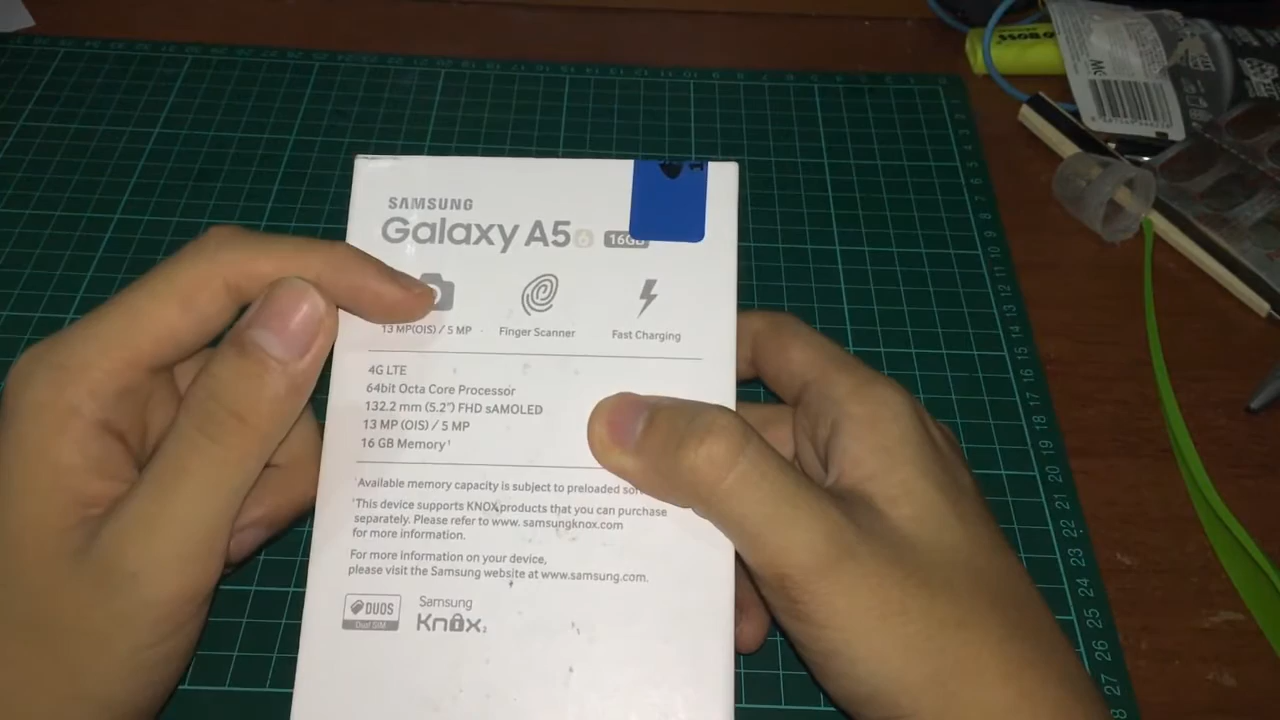 SAMSUNG
Galaxy A5 6 16GB
13 MP(OIS) / 5 MP
Finger Scanner
Fast Charging
4G LTE
64bit Octa Core Processor
132.2 mm (5.2") FHD sAMOLED
13 MP (OIS) / 5 MP
16 GB Memory¹
¹Available memory capacity is subject to preloaded
¹This device supports KNOX products that you can purchase
separately. Please refer to www. samsungknox.com
for more information.
For more information on your device,
please visit the Samsung website at www.samsung.com.
DUOS
Dual SIM
Samsung
Knox2
BOSS